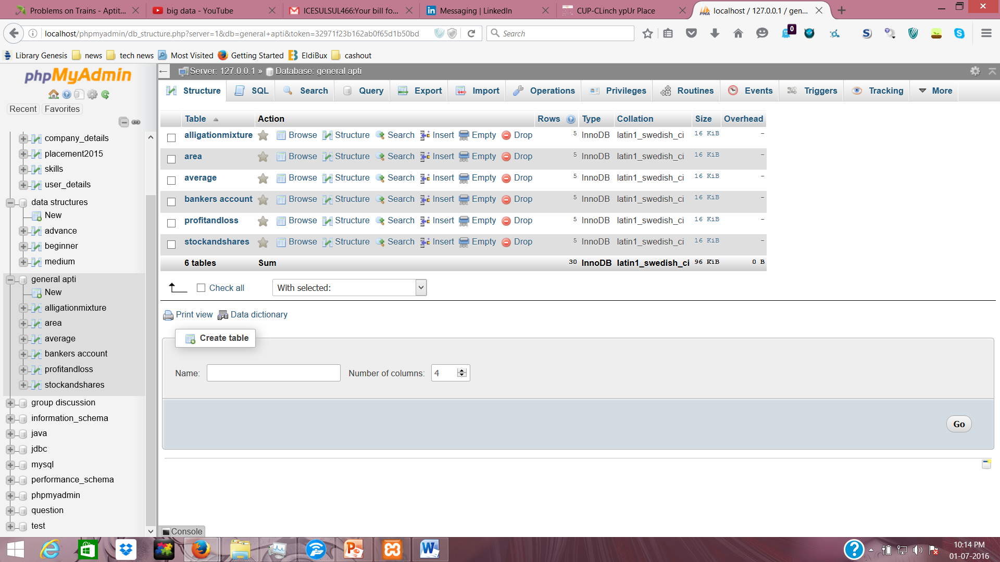 Problems on Trains - Aptit...
big data - YouTube
ICESULSUL466:Your bill fo...
Messaging | LinkedIn
CUP-CLinch ypUr Place
localhost / 127.0.0.1 / gen...
localhost/phpmyadmin/db_structure.php?server=1&db=general+apti&token=32971f23b162ab0f65d1b50bd
Search
0
Library Genesis news tech news Most Visited Getting Started EldiBux cashout
phpMyAdmin
Recent Favorites
company_details
placement2015
skills
user_details
data structures
New
advance
beginner
medium
general apti
New
alligationmixture
area
average
bankers account
profitandloss
stockandshares
group discussion
information_schema
java
jdbc
mysql
performance_schema
phpmyadmin
question
test
Server: 127.0.0.1 » Database: general apti
Structure SQL Search Query Export Import Operations Privileges Routines Events Triggers Tracking More
Table Action Rows Type Collation Size Overhead
alligationmixture Browse Structure Search Insert Empty Drop 5 InnoDB latin1_swedish_ci 16 KiB -
area Browse Structure Search Insert Empty Drop 5 InnoDB latin1_swedish_ci 16 KiB -
average Browse Structure Search Insert Empty Drop 5 InnoDB latin1_swedish_ci 16 KiB -
bankers account Browse Structure Search Insert Empty Drop 5 InnoDB latin1_swedish_ci 16 KiB -
profitandloss Browse Structure Search Insert Empty Drop 5 InnoDB latin1_swedish_ci 16 KiB -
stockandshares Browse Structure Search Insert Empty Drop 5 InnoDB latin1_swedish_ci 16 KiB -
6 tables Sum 30 InnoDB latin1_swedish_ci 96 KiB 0 B
Check all With selected:
Print view Data dictionary
Create table
Name: Number of columns: 4
Go
Console
10:14 PM
01-07-2016